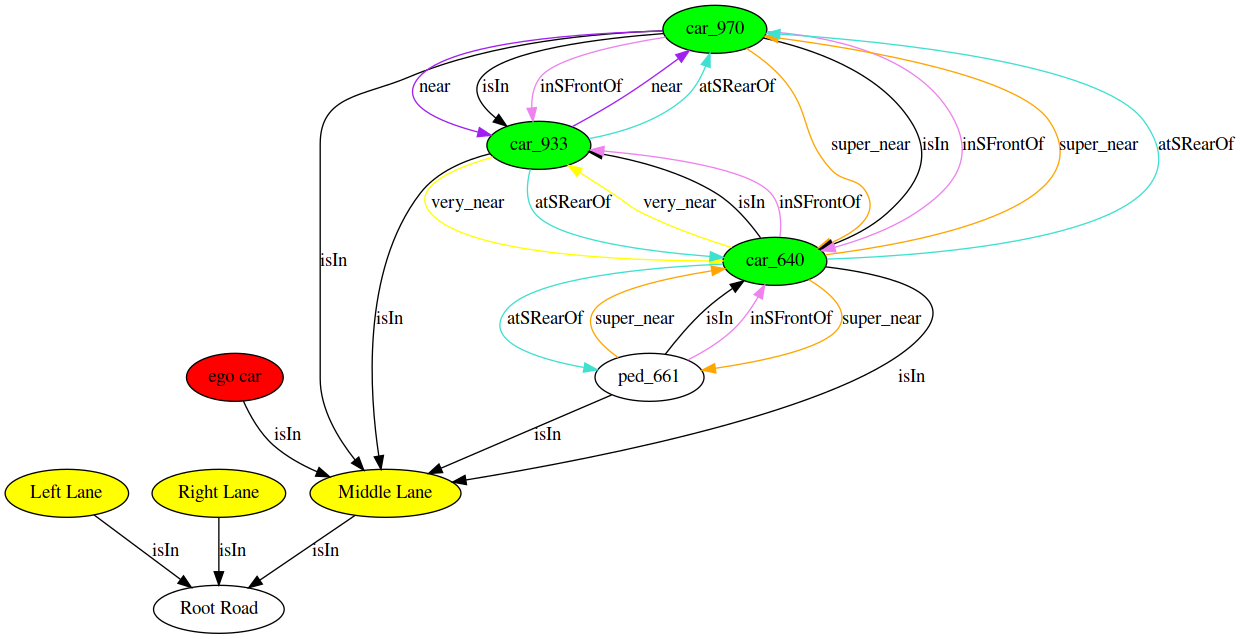 car_970
near
isIn
inSFrontOf
near
atSRearOf
car_933
super_near
isIn
inSFrontOf
super_near
atSRearOf
very_near
atSRearOf
very_near
isIn
inSFrontOf
isIn
car_640
isIn
atSRearOf
super_near
isIn
inSFrontOf
super_near
ego car
ped_661
isIn
isIn
isIn
Left Lane
Right Lane
Middle Lane
isIn
isIn
isIn
Root Road